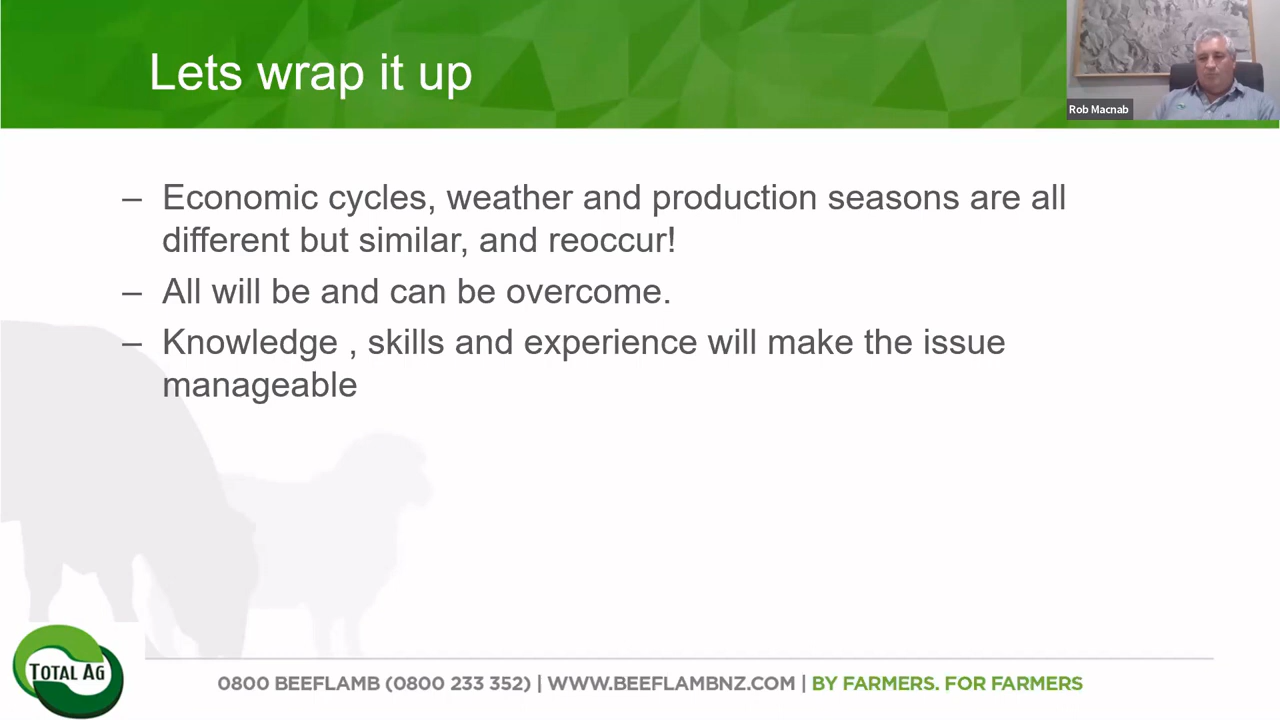 Lets wrap it up
Rob Macnab
– Economic cycles, weather and production seasons are all
different but similar, and reoccur!
– All will be and can be overcome.
– Knowledge , skills and experience will make the issue
manageable
TOTAL AG
0800 BEEFLAMB (0800 233 352) | WWW.BEEFLAMBNZ.COM | BY FARMERS. FOR FARMERS